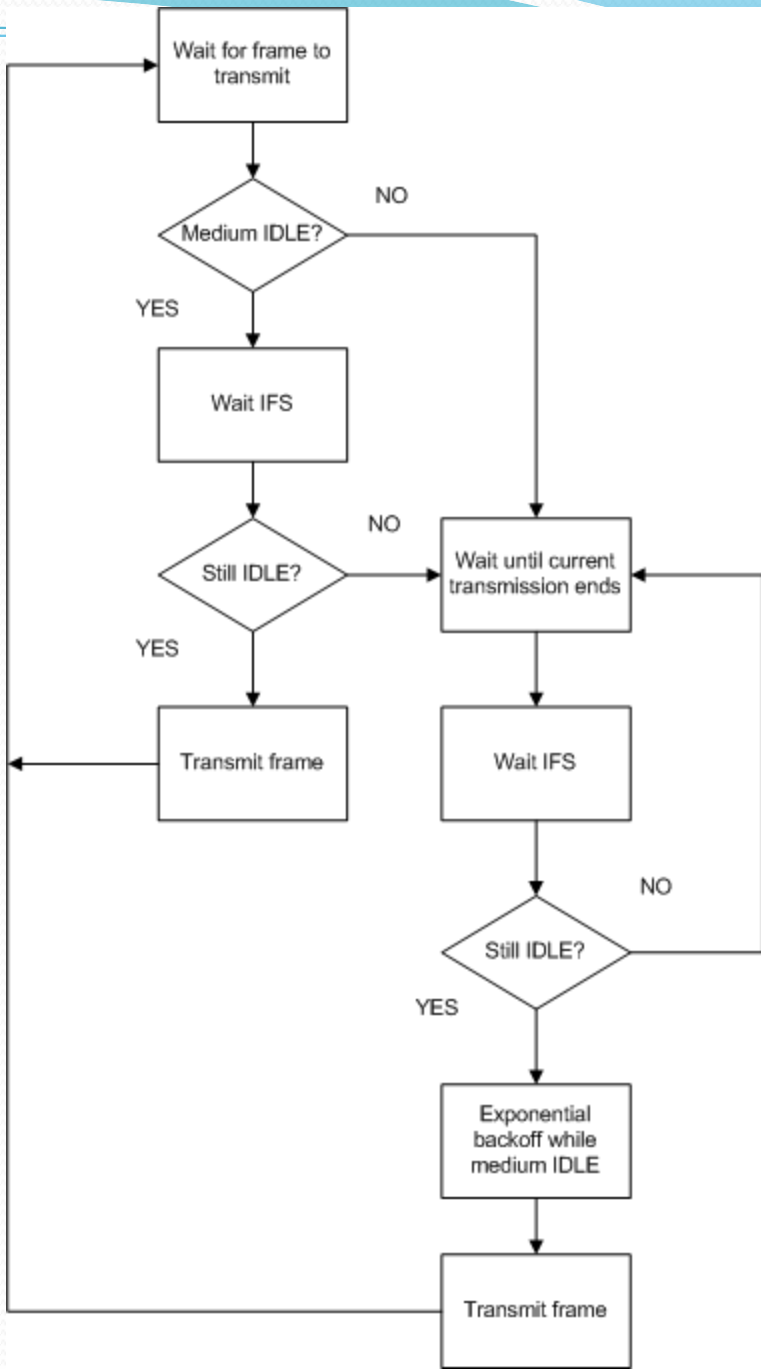 Wait for frame to
transmit
NO
Medium IDLE?
YES
Wait IFS
NO
Still IDLE?
Wait until current
transmission ends
YES
Transmit frame
Wait IFS
NO
Still IDLE?
YES
Exponential
backoff while
medium IDLE
Transmit frame